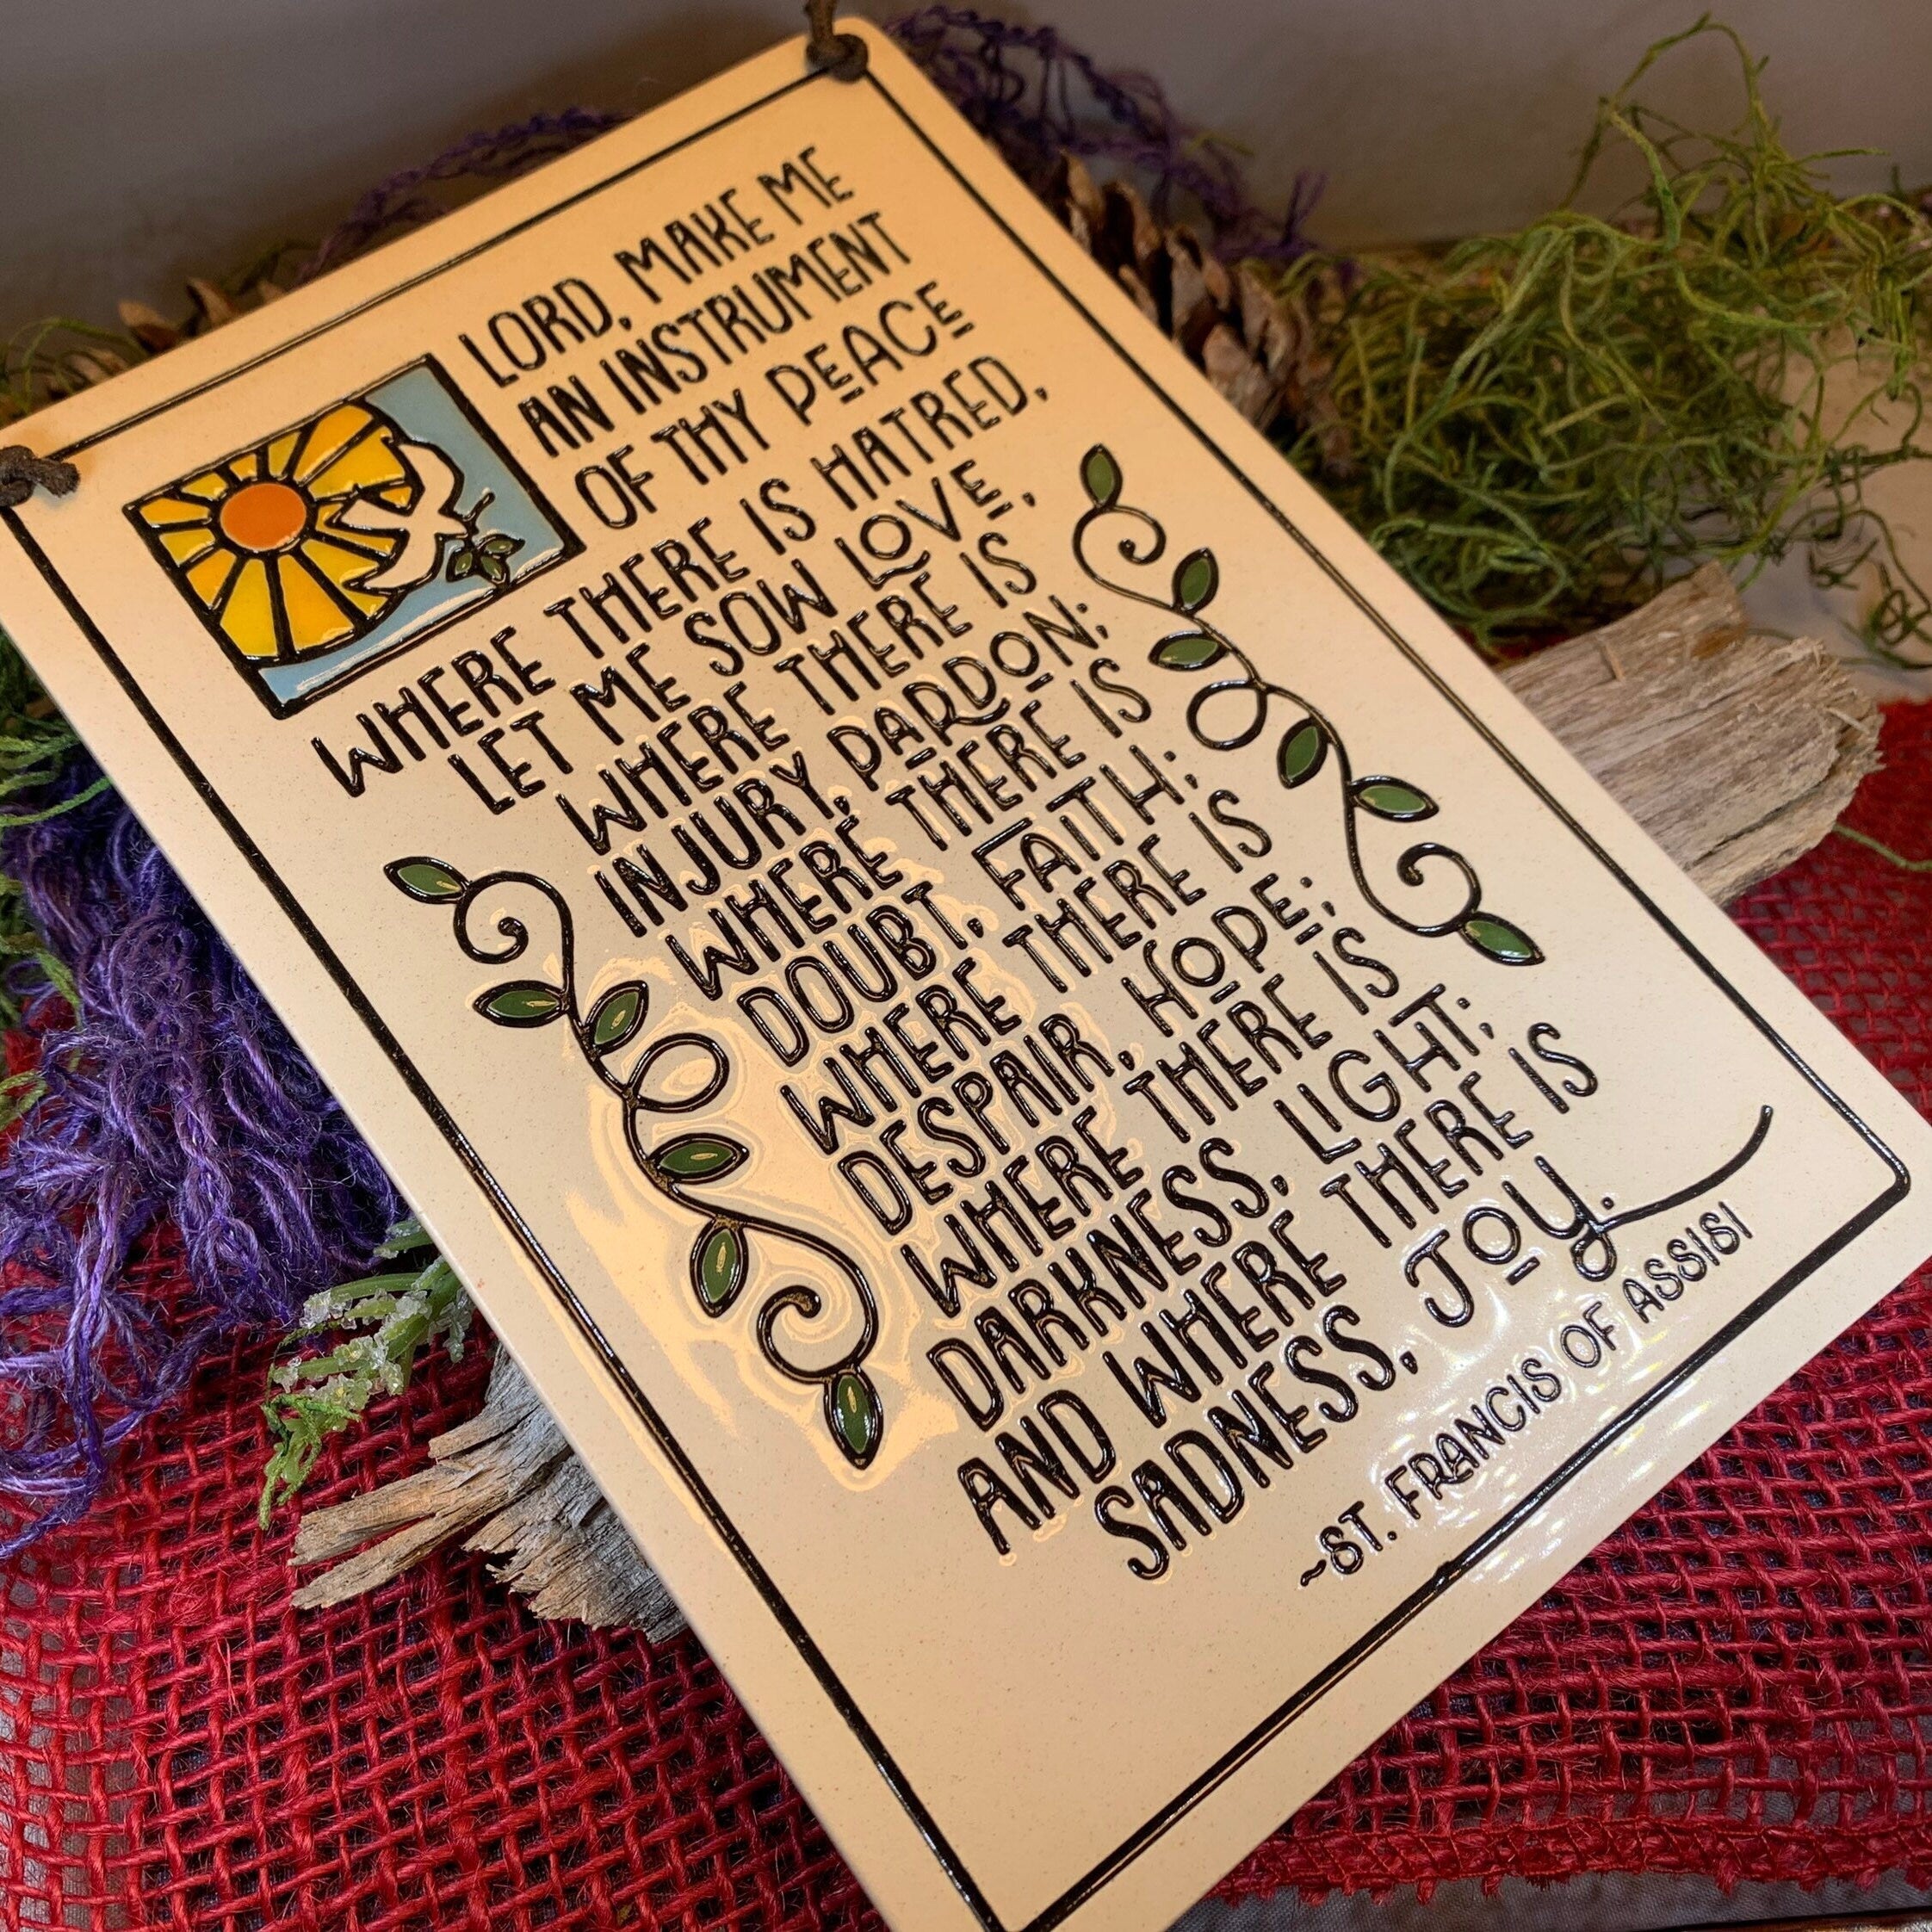 LORD, MAKE ME
AN INSTRUMENT
OF THY PEACE
WHERE THERE IS HATRED,
LET ME SOW LOVE,
WHERE THERE IS
INJURY, PARDON;
WHERE THERE IS
DOUBT, FAITH;
WHERE THERE IS
DESPAIR, HOPE;
WHERE THERE IS
DARKNESS, LIGHT;
AND WHERE THERE IS
SADNESS, JOY.
~ST. FRANCIS OF ASSISI